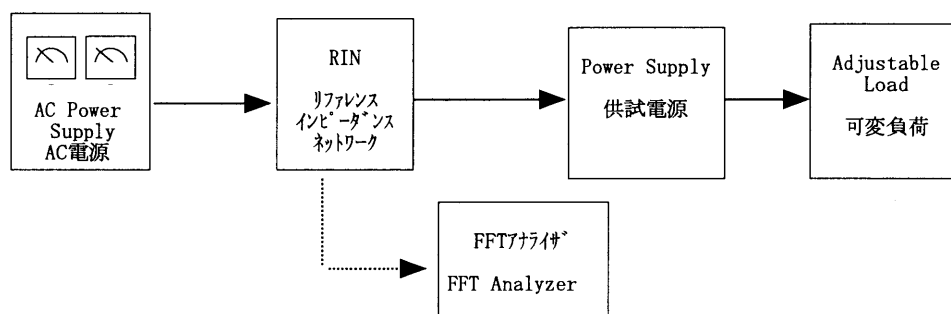 AC Power
Supply
AC電源
RIN
ﾘﾌｧﾚﾝｽ
ｲﾝﾋﾟｰﾀﾞﾝｽ
ﾈｯﾄﾜｰｸ
Power Supply
供試電源
Adjustable
Load
可変負荷
FFTｱﾅﾗｲｻﾞ
FFT Analyzer